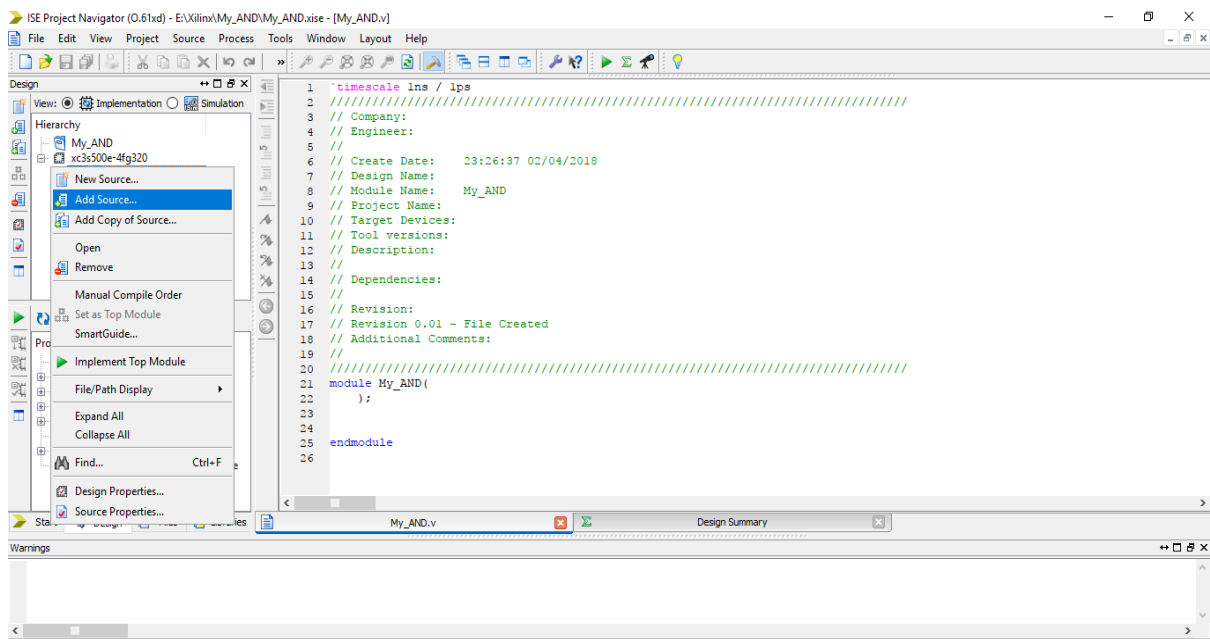 ISE Project Navigator (O.61xd) - E:\Xilinx\My_AND\My_AND.xise - [My_AND.v]
File Edit View Project Source Process Tools Window Layout Help
Design
View: Implementation Simulation
Hierarchy
My_AND
xc3s500e-4fg320
New Source...
Add Source...
Add Copy of Source...
Open
Remove
Manual Compile Order
Set as Top Module
SmartGuide...
Implement Top Module
File/Path Display
Expand All
Collapse All
Find... Ctrl+F
Design Properties...
Source Properties...
1 `timescale 1ns / 1ps
2 //////////////////////////////////////////////////////////////////////////////////
3 // Company:
4 // Engineer:
5 //
6 // Create Date: 23:26:37 02/04/2018
7 // Design Name:
8 // Module Name: My_AND
9 // Project Name:
10 // Target Devices:
11 // Tool versions:
12 // Description:
13 //
14 // Dependencies:
15 //
16 // Revision:
17 // Revision 0.01 - File Created
18 // Additional Comments:
19 //
20 //////////////////////////////////////////////////////////////////////////////////
21 module My_AND(
22 );
23
24
25 endmodule
26
My_AND.v
Design Summary
Warnings